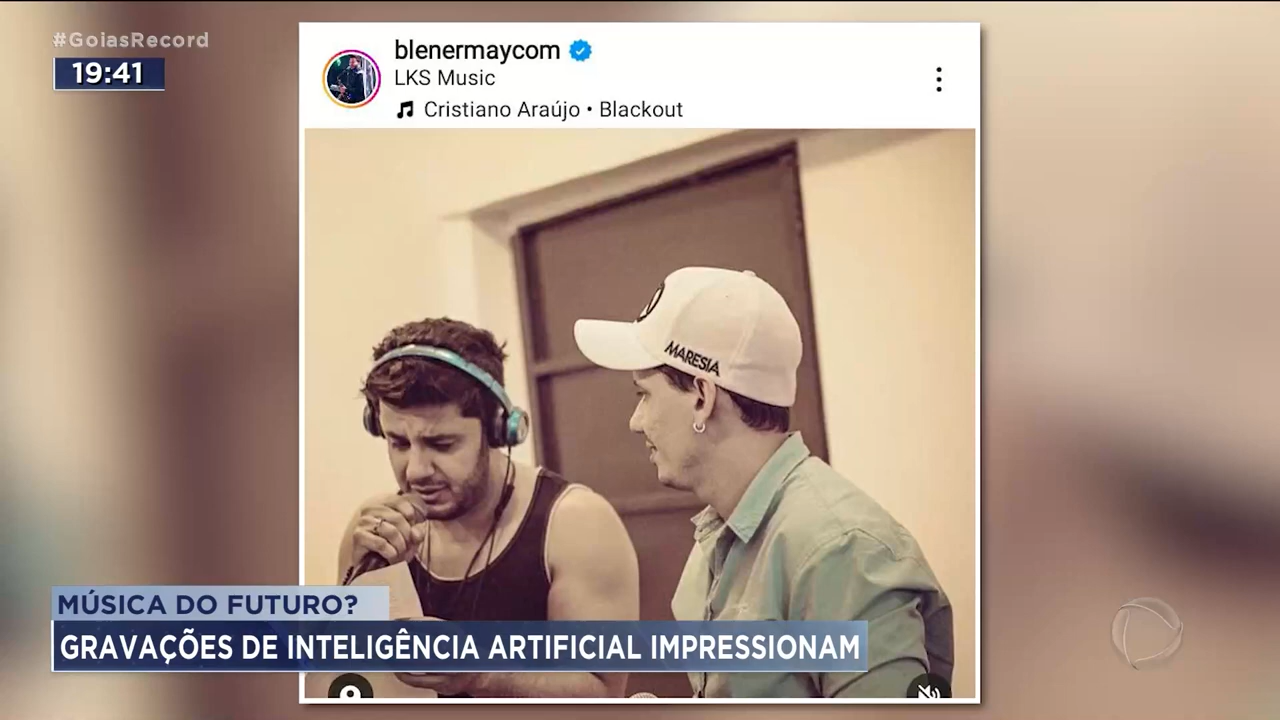 #GoiasRecord
19:41
blenermaycom
LKS Music
Cristiano Araújo • Blackout
MARESIA
MÚSICA DO FUTURO?
GRAVAÇÕES DE INTELIGÊNCIA ARTIFICIAL IMPRESSIONAM